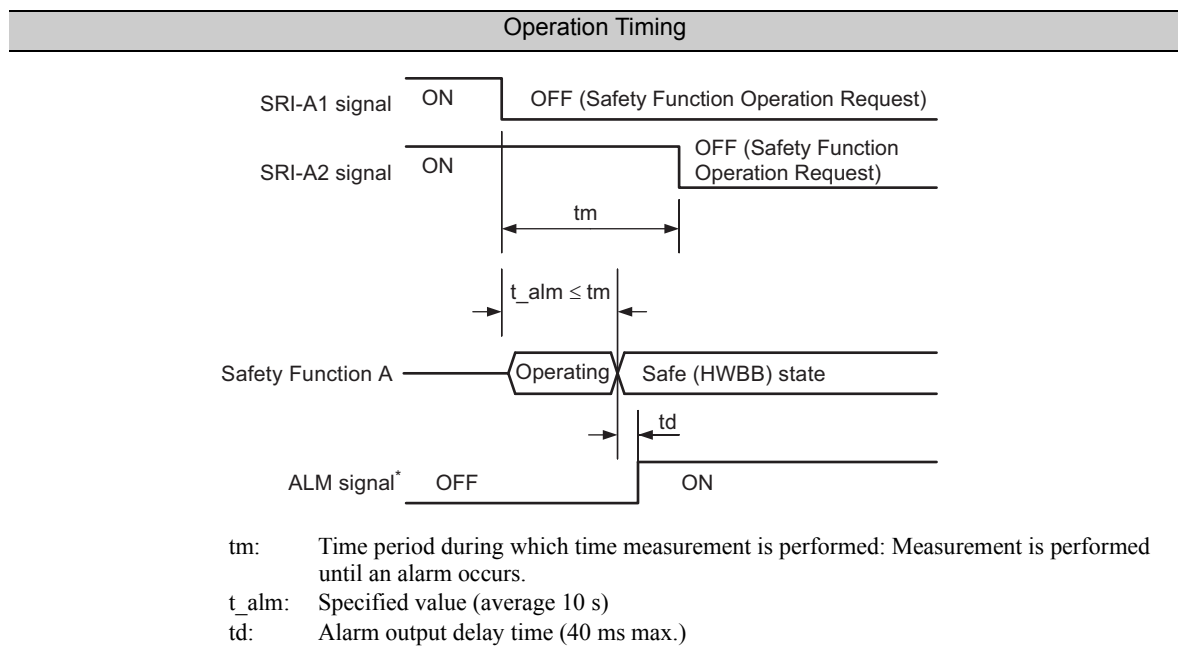 Operation Timing
SRI-A1 signal ON OFF (Safety Function Operation Request)
SRI-A2 signal ON OFF (Safety Function
Operation Request)
tm
t_alm ≤ tm
Safety Function A Operating Safe (HWBB) state
td
ALM signal* OFF ON
tm: Time period during which time measurement is performed: Measurement is performed
until an alarm occurs.
t_alm: Specified value (average 10 s)
td: Alarm output delay time (40 ms max.)